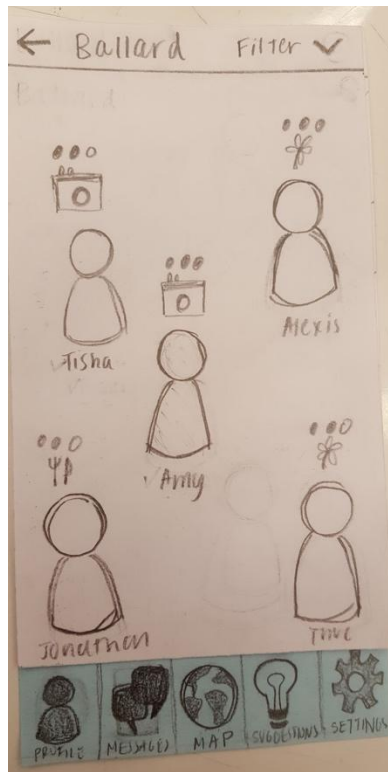 ← Ballard Filter
Alexis
Tisha
Amy
Jonathan
PROFILE MESSAGES MAP SUGGESTIONS SETTINGS